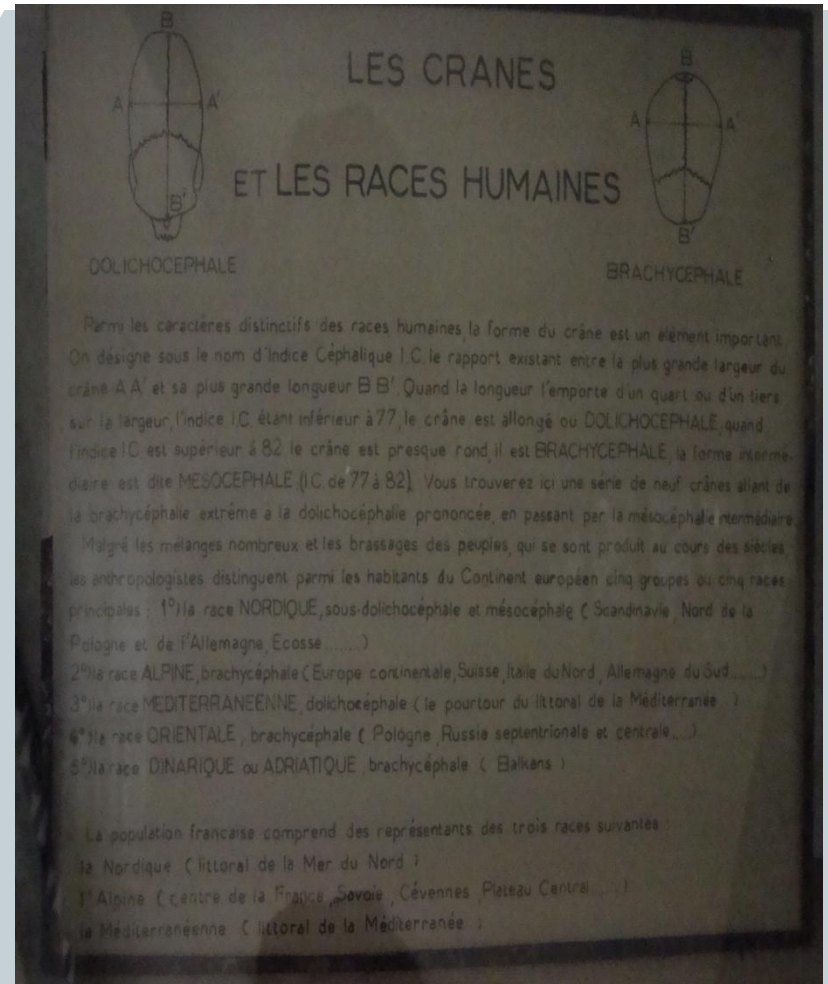 B
A A'
B'
DOLICHOCEPHALE
LES CRANES
ET LES RACES HUMAINES
B
A A'
B'
BRACHYCEPHALE
Parmi les caractères distinctifs des races humaines, la forme du crâne est un élément important
On désigne sous le nom d'Indice Céphalique I.C. le rapport existant entre la plus grande largeur du
crâne A A' et sa plus grande longueur B B'. Quand la longueur l'emporte d'un quart ou d'un tiers
sur la largeur, l'indice I.C. étant inférieur à 77, le crâne est allongé ou DOLICHOCEPHALE, quand
l'indice I.C. est supérieur à 82 le crâne est presque rond, il est BRACHYCEPHALE, la forme intermé-
diaire est dite MESOCEPHALE (I.C. de 77 à 82). Vous trouverez ici une série de neuf crânes allant de
la brachycéphalie extrême à la dolichocéphalie prononcée, en passant par la mésocéphalie intermédiaire.
Malgré les mélanges nombreux et les brassages des peuples, qui se sont produit au cours des siècles,
les anthropologistes distinguent parmi les habitants du Continent européen cinq groupes ou cinq races
principales : 1°) la race NORDIQUE, sous-dolichocéphale et mésocéphale ( Scandinavie, Nord de la
Pologne et de l'Allemagne, Ecosse.......)
2°) la race ALPINE, brachycéphale ( Europe continentale, Suisse, Italie du Nord, Allemagne du Sud......)
3°) la race MEDITERRANEENNE, dolichocéphale ( le pourtour du littoral de la Méditerranée )
4°) la race ORIENTALE, brachycéphale ( Pologne, Russie septentrionale et centrale....)
5°) la race DINARIQUE ou ADRIATIQUE, brachycéphale ( Balkans )
La population francaise comprend des représentants des trois races suivantes :
la Nordique ( littoral de la Mer du Nord )
l'Alpine ( centre de la France, Savoie, Cévennes, Plateau Central.....)
la Méditerranéenne ( littoral de la Méditerranée )